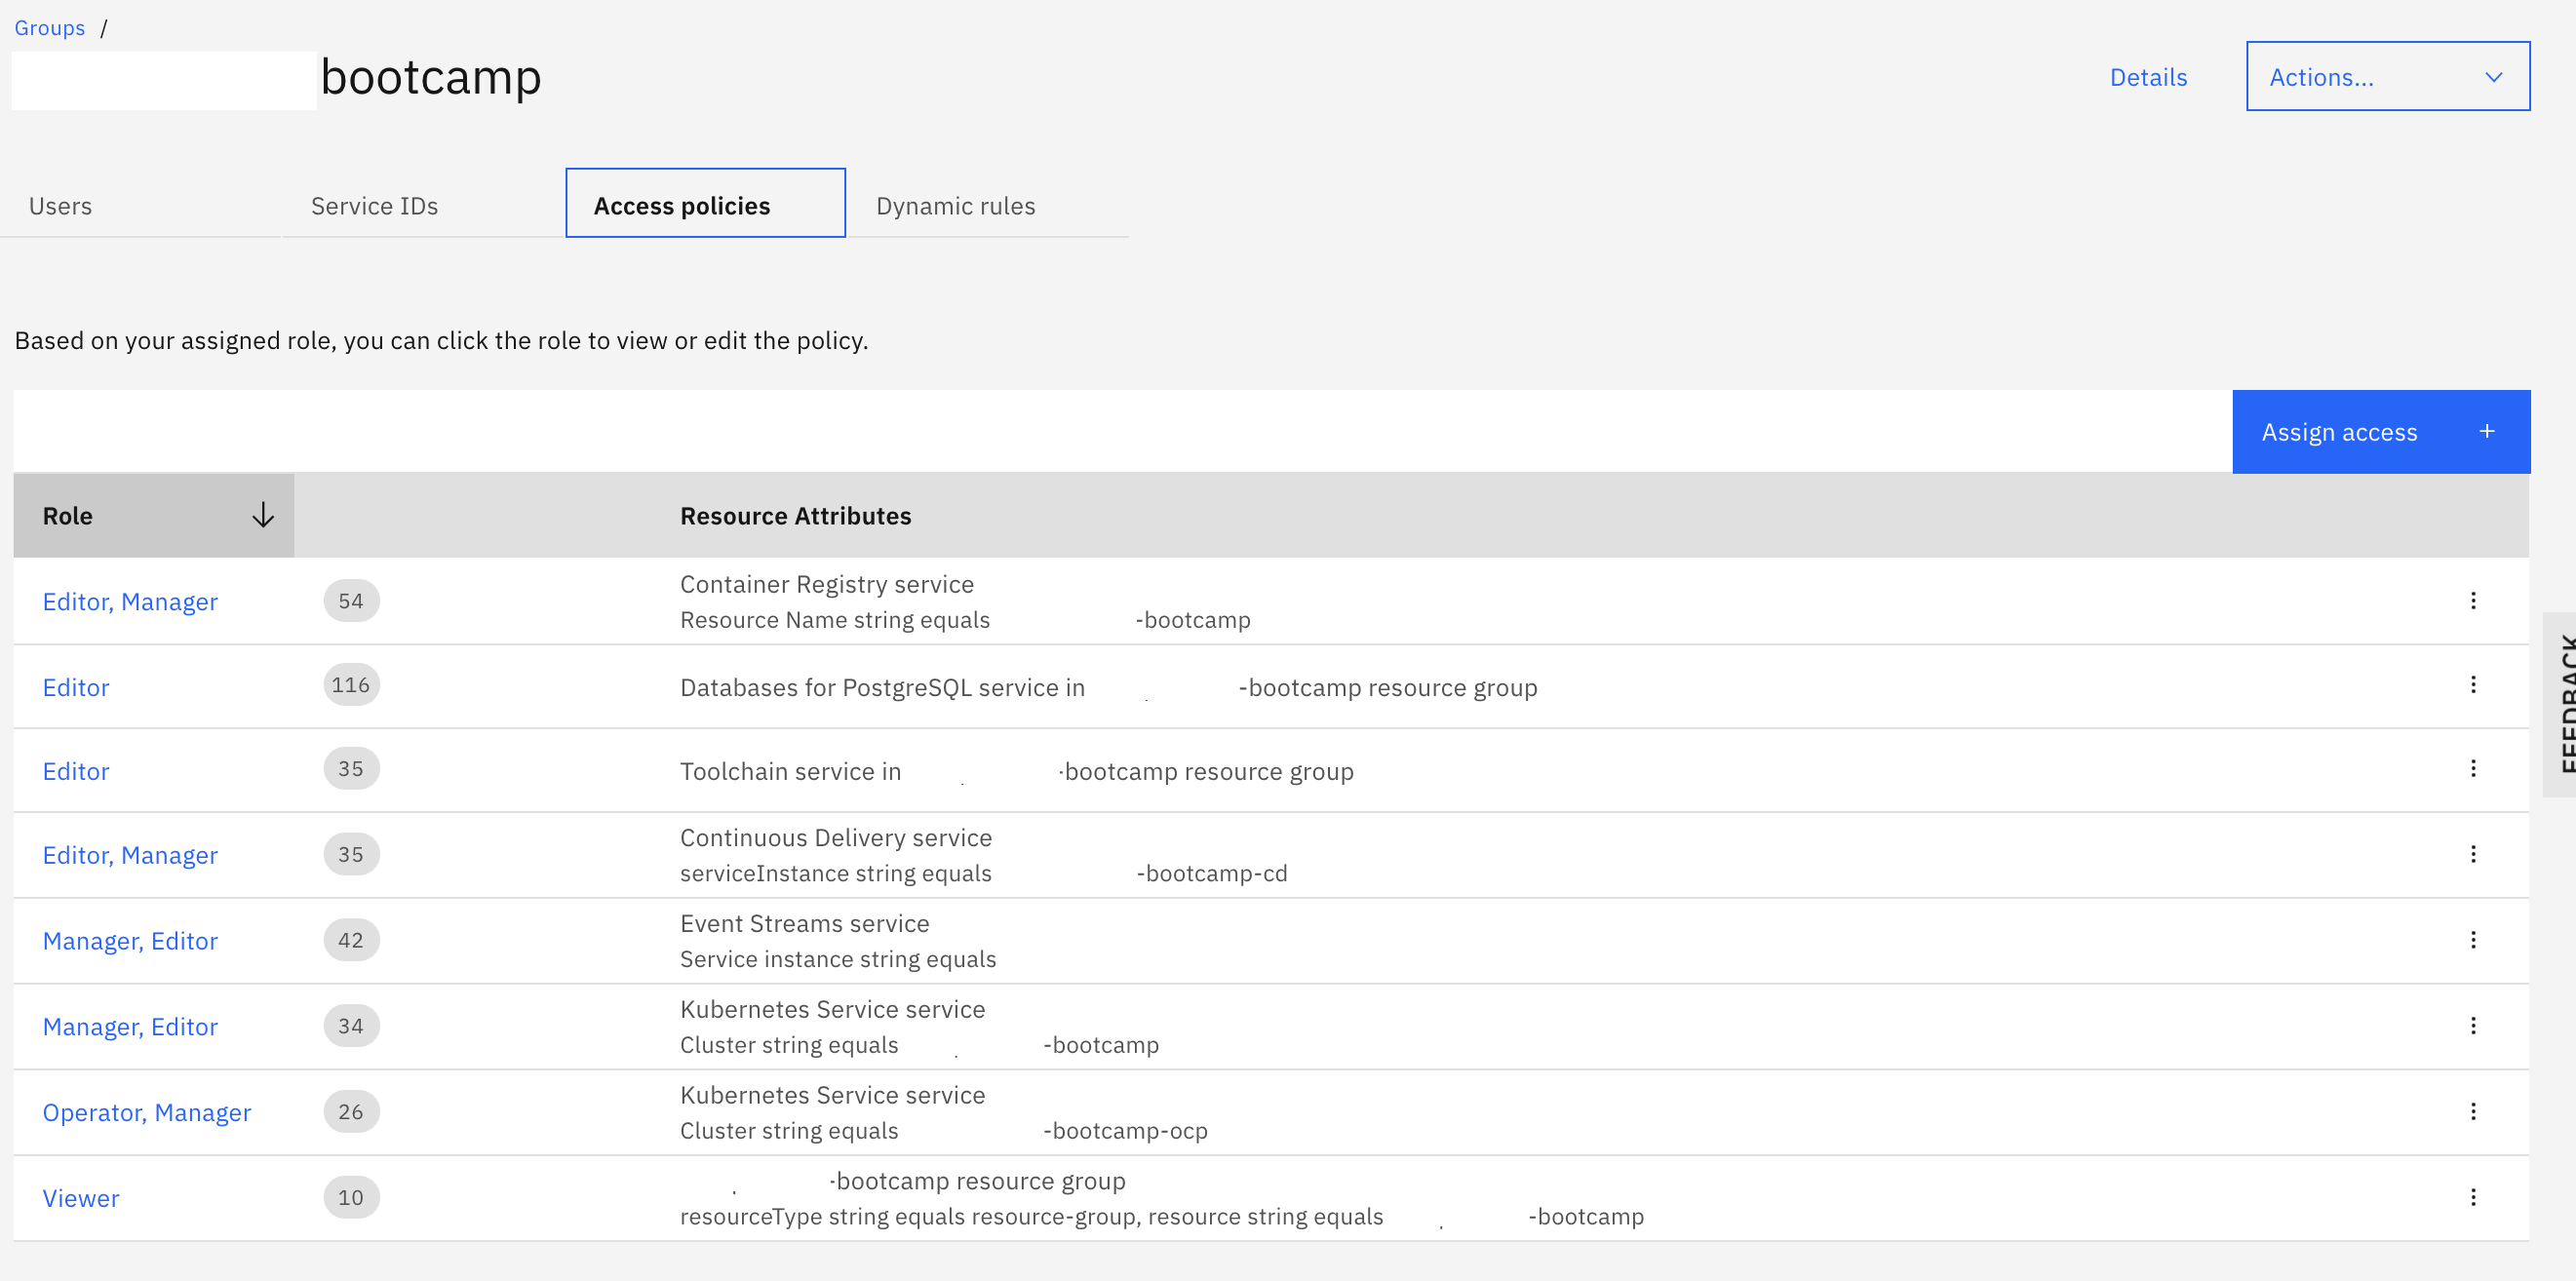 Groups /
bootcamp
Details
Actions...
Users
Service IDs
Access policies
Dynamic rules
Based on your assigned role, you can click the role to view or edit the policy.
Assign access +
Role
Resource Attributes
Editor, Manager
54
Container Registry service
Resource Name string equals -bootcamp
Editor
116
Databases for PostgreSQL service in -bootcamp resource group
Editor
35
Toolchain service in -bootcamp resource group
Editor, Manager
35
Continuous Delivery service
serviceInstance string equals -bootcamp-cd
Manager, Editor
42
Event Streams service
Service instance string equals
Manager, Editor
34
Kubernetes Service service
Cluster string equals -bootcamp
Operator, Manager
26
Kubernetes Service service
Cluster string equals -bootcamp-ocp
Viewer
10
-bootcamp resource group
resourceType string equals resource-group, resource string equals -bootcamp
FEEDBACK